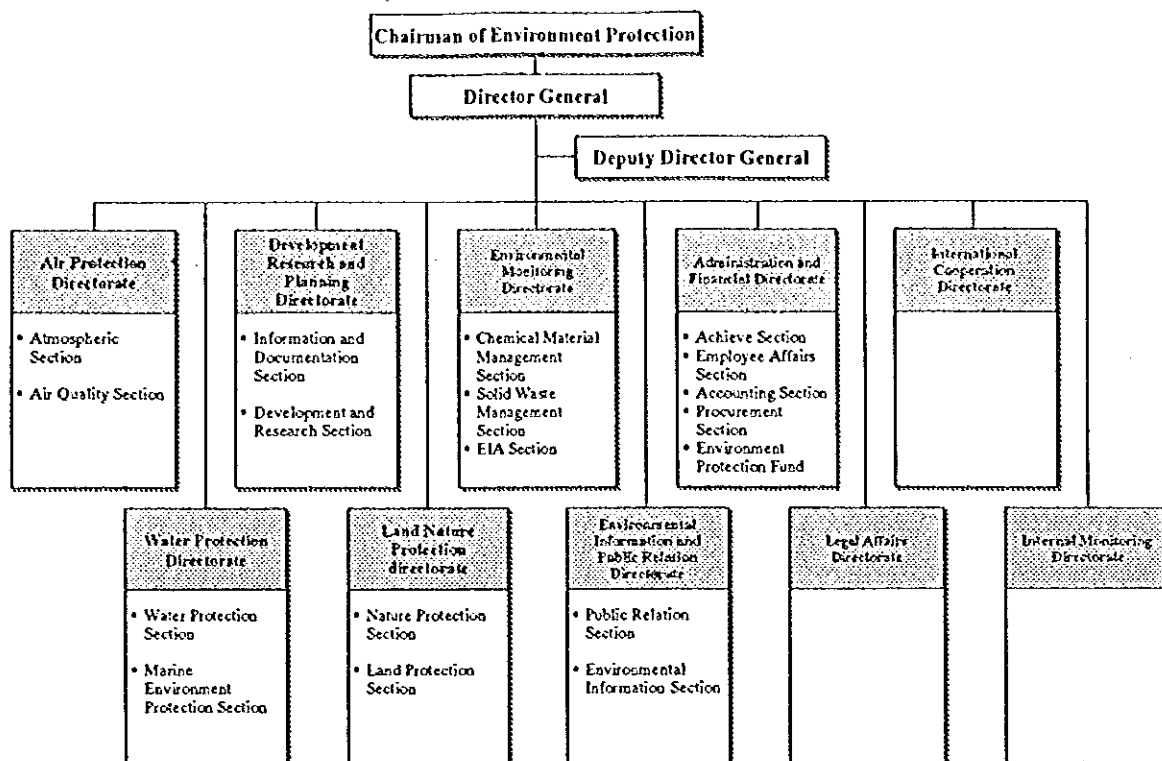 Chairman of Environment Protection
Director General
Deputy Director General
Air Protection
Directorate
• Atmospheric
Section
• Air Quality Section
Development
Research and
Planning
Directorate
• Information and
Documentation
Section
• Development and
Research Section
Environmental
Monitoring
Directorate
• Chemical Material
Management
Section
• Solid Waste
Management
Section
• EIA Section
Administration and
Financial Directorate
• Achieve Section
• Employee Affairs
Section
• Accounting Section
• Procurement
Section
• Environment
Protection Fund
International
Cooperation
Directorate
Water Protection
Directorate
• Water Protection
Section
• Marine
Environment
Protection Section
Land Nature
Protection
directorate
• Nature Protection
Section
• Land Protection
Section
Environmental
Information and
Public Relation
Directorate
• Public Relation
Section
• Environmental
Information Section
Legal Affairs
Directorate
Internal Monitoring
Directorate